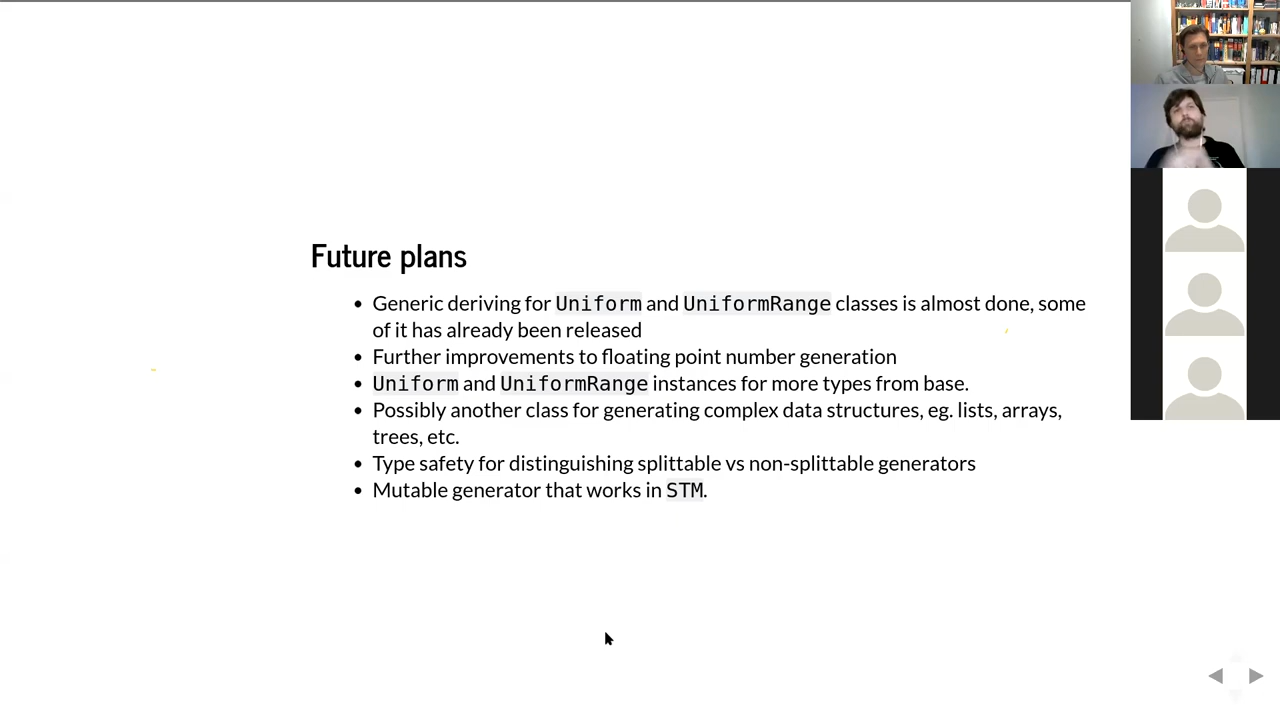 Future plans
Generic deriving for Uniform and UniformRange classes is almost done, some
of it has already been released
Further improvements to floating point number generation
Uniform and UniformRange instances for more types from base.
Possibly another class for generating complex data structures, eg. lists, arrays,
trees, etc.
Type safety for distinguishing splittable vs non-splittable generators
Mutable generator that works in STM.